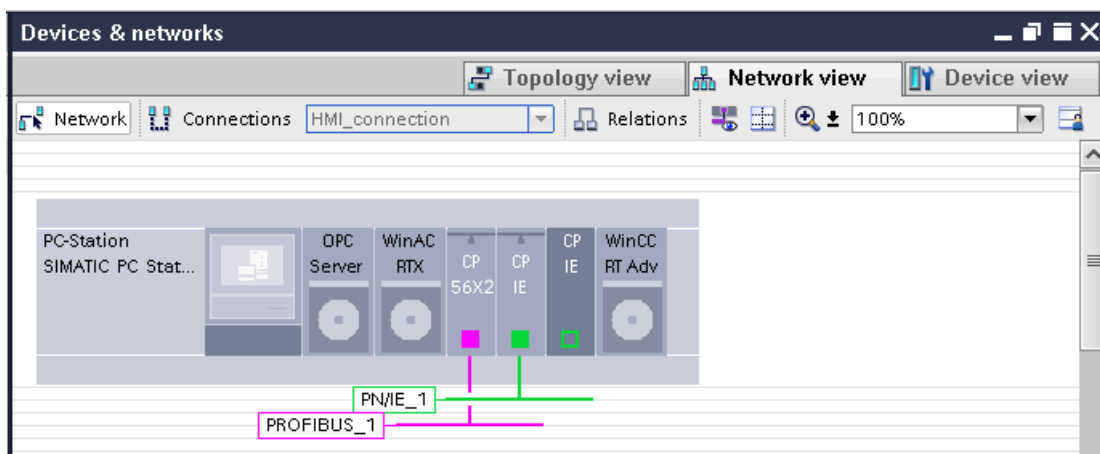 Devices & networks
Topology view Network view Device view
Network Connections HMI_connection Relations 100%
PC-Station OPC WinAC CP WinCC
SIMATIC PC Stat... Server RTX CP CP IE RT Adv
56X2 IE
PN/IE_1
PROFIBUS_1